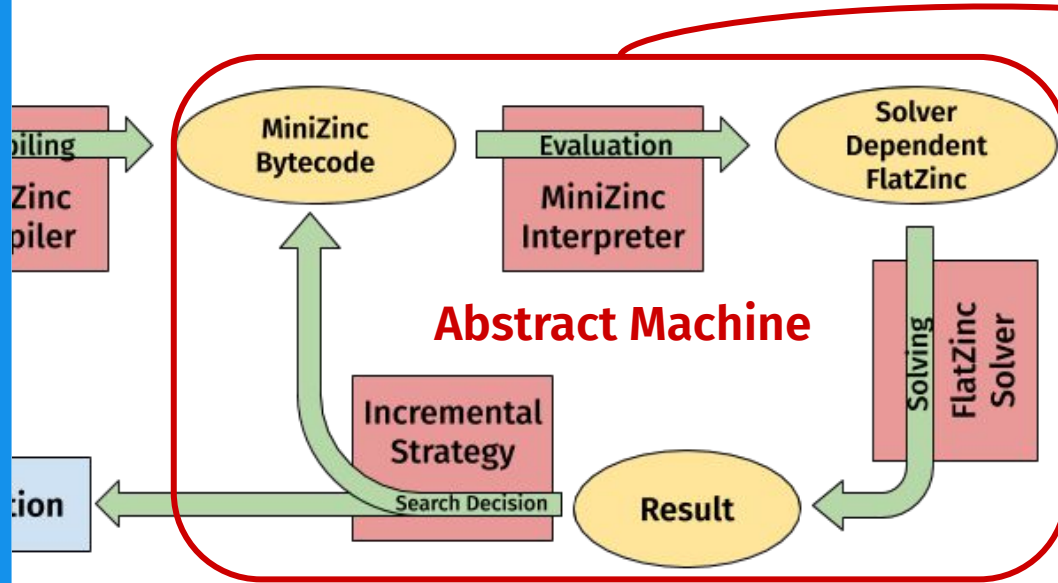 piling
Zinc
piler
MiniZinc
Bytecode
Evaluation
MiniZinc
Interpreter
Solver
Dependent
FlatZinc
Abstract Machine
Solving
FlatZinc
Solver
Incremental
Strategy
Search Decision
Result
tion